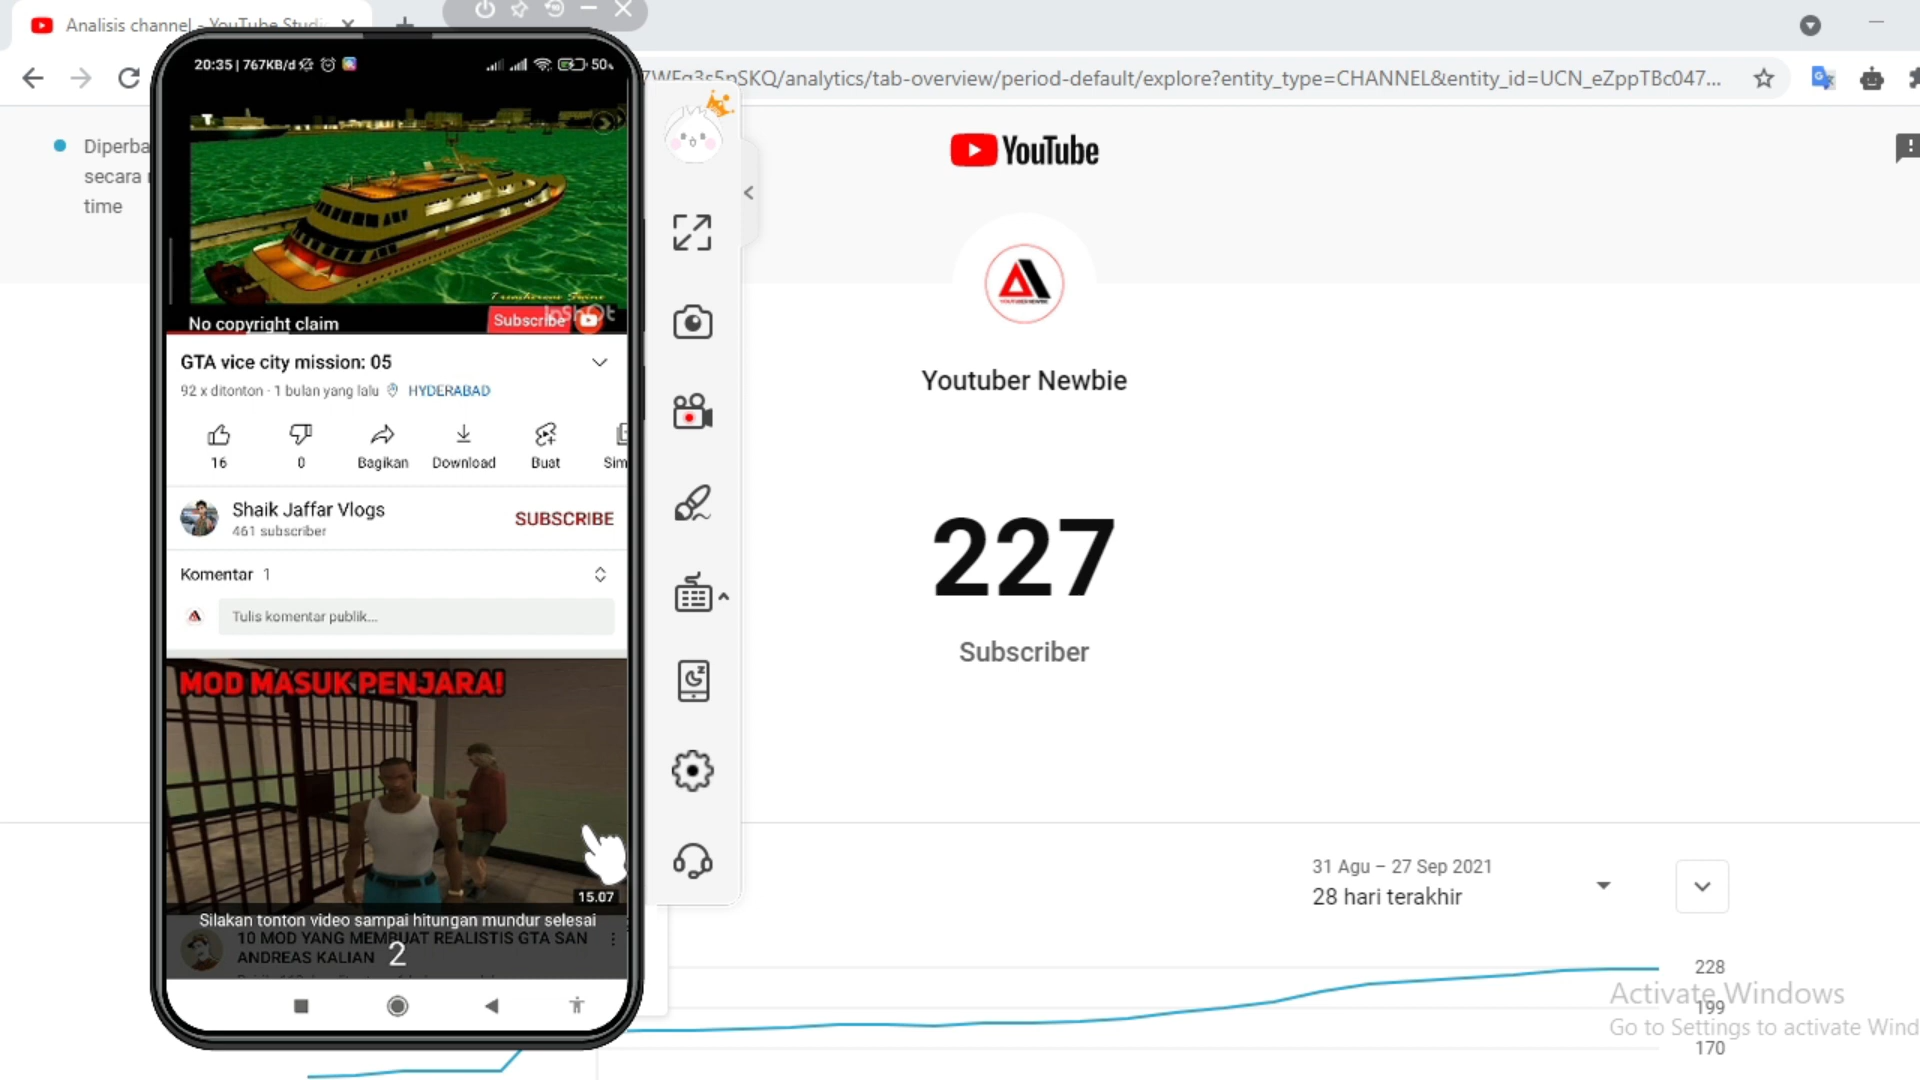 Analisis channel - YouTube Studio
7WEg3s5pSKQ/analytics/tab-overview/period-default/explore?entity_type=CHANNEL&entity_id=UCN_eZppTBc047...
Diperba
secara
time
20:35 | 767KB/d
50
No copyright claim
Subscribe
InShOt
GTA vice city mission: 05
92 x ditonton · 1 bulan yang lalu HYDERABAD
16
0
Bagikan
Download
Buat
Sim
Shaik Jaffar Vlogs
461 subscriber
SUBSCRIBE
Komentar 1
Tulis komentar publik...
MOD MASUK PENJARA!
15.07
Silakan tonton video sampai hitungan mundur selesai
10 MOD YANG MEMBUAT REALISTIS GTA SAN
ANDREAS KALIAN
2
YouTube
Youtuber Newbie
227
Subscriber
31 Agu – 27 Sep 2021
28 hari terakhir
228
199
170
Activate Windows
Go to Settings to activate Wind